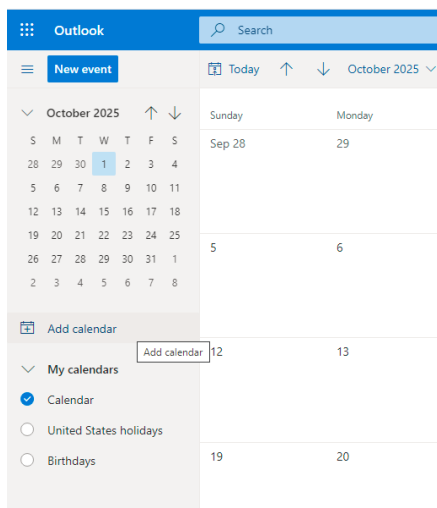 Outlook
Search
New event
Today
October 2025
October 2025
S M T W T F S
28 29 30 1 2 3 4
5 6 7 8 9 10 11
12 13 14 15 16 17 18
19 20 21 22 23 24 25
26 27 28 29 30 31 1
2 3 4 5 6 7 8
Add calendar
Add calendar
My calendars
Calendar
United States holidays
Birthdays
Sunday Monday
Sep 28 29
5 6
12 13
19 20